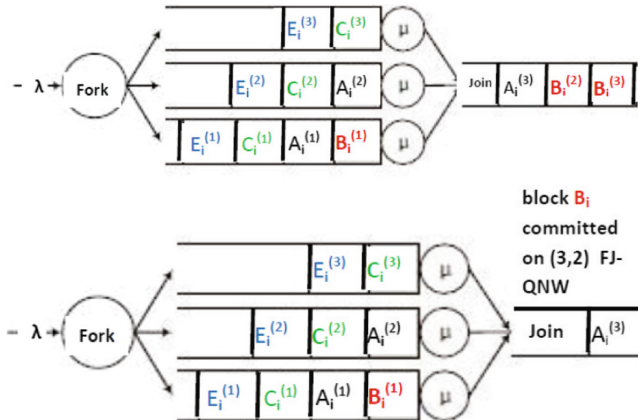 E_i^(3) C_i^(3) μ
E_i^(2) C_i^(2) A_i^(2) μ Join A_i^(3) B_i^(2) B_i^(3)
- λ Fork
E_i^(1) C_i^(1) A_i^(1) B_i^(1) μ
block B_i
committed
on (3,2) FJ-
QNW
E_i^(3) C_i^(3) μ
- λ Fork E_i^(2) C_i^(2) A_i^(2) μ Join A_i^(3)
E_i^(1) C_i^(1) A_i^(1) B_i^(1) μ